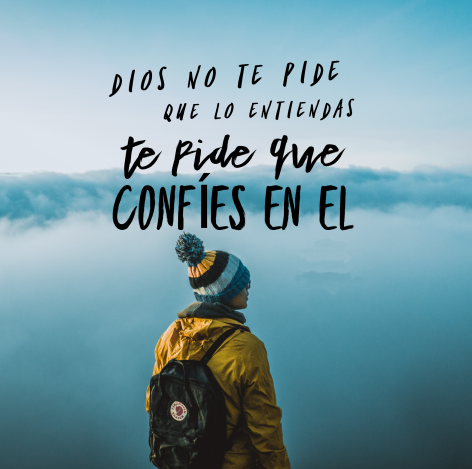 DIOS NO TE PIDE
QUE LO ENTIENDAS
te pide que
CONFÍES EN EL